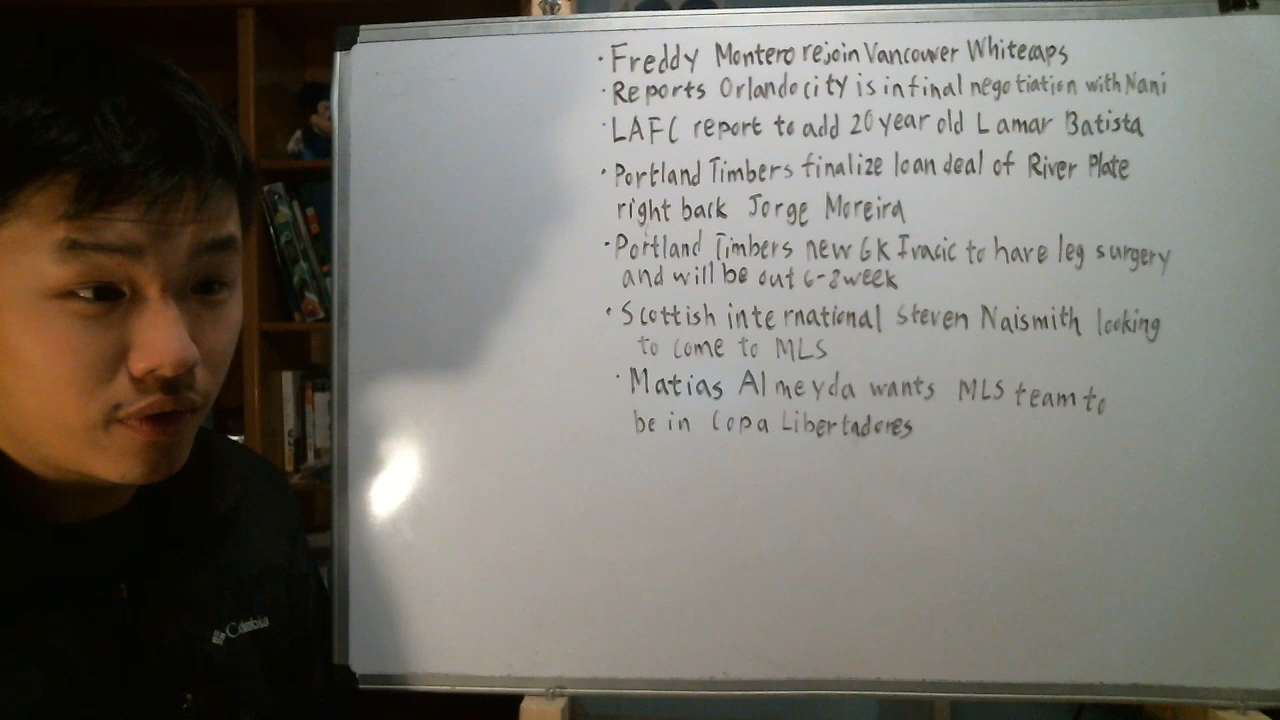 · Freddy Montero rejoin Vancouver Whitecaps
· Reports Orlando city is in final negotiation with Nani
· LAFC report to add 20 year old Lamar Batista
· Portland Timbers finalize loan deal of River Plate
right back Jorge Moreira
· Portland Timbers new GK Ivacic to have leg surgery
and will be out 6-8 week
· Scottish international Steven Naismith looking
to come to MLS
· Matias Almeyda wants MLS team to
be in Copa Libertadores
Columbia